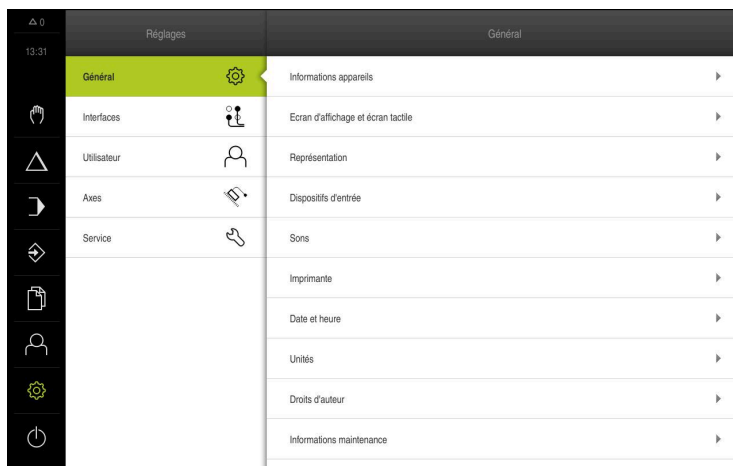 0
13:31
Réglages
Général
Général
Interfaces
Utilisateur
Axes
Service
Informations appareils
Ecran d'affichage et écran tactile
Représentation
Dispositifs d'entrée
Sons
Imprimante
Date et heure
Unités
Droits d'auteur
Informations maintenance